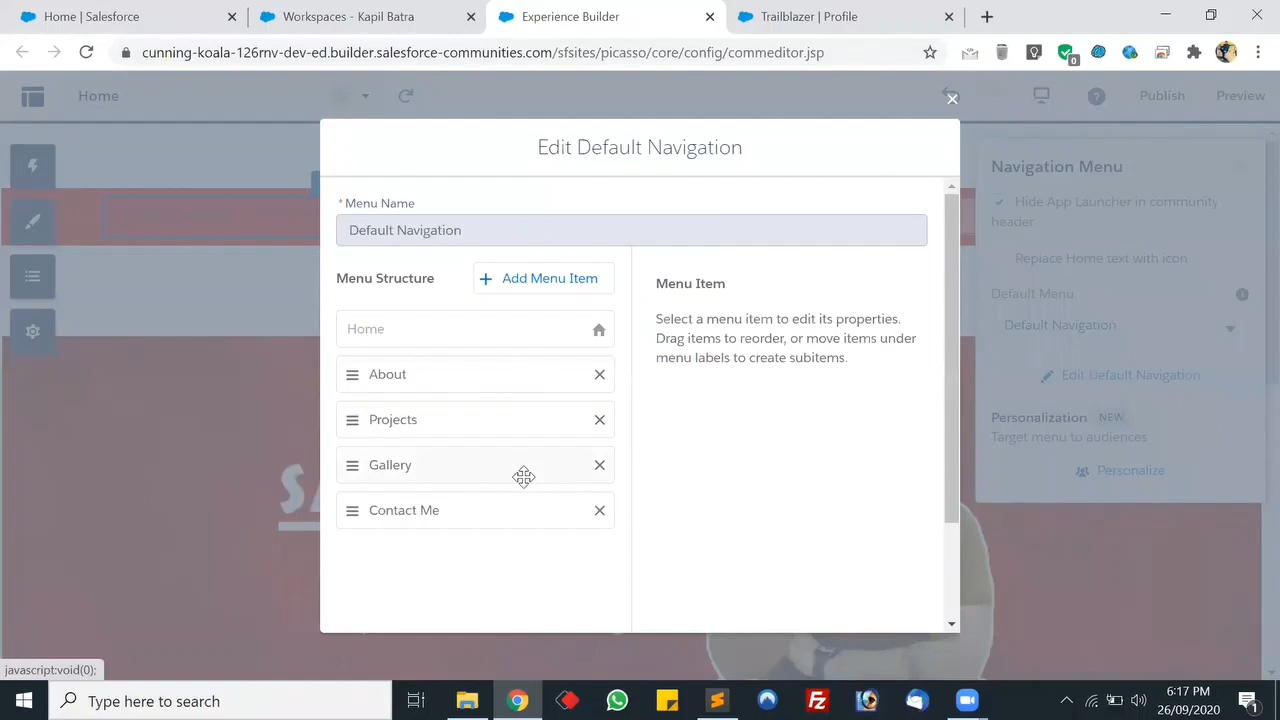 Home | Salesforce
Workspaces - Kapil Batra
Experience Builder
Trailblazer | Profile
cunning-koala-126rnv-dev-ed.builder.salesforce-communities.com/sfsites/picasso/core/config/commeditor.jsp
0
Home
?
Publish
Preview
Edit Default Navigation
Navigation Menu
* Menu Name
Hide App Launcher in community
header
Default Navigation
Replace Home text with icon
Menu Structure
Add Menu Item
Menu Item
Default Menu
Home
Select a menu item to edit its properties.
Drag items to reorder, or move items under
menu labels to create subitems.
Default Navigation
About
Edit Default Navigation
Projects
Personalization NEW
Target menu to audiences
Gallery
Personalize
Contact Me
javascript:void(0);
Type here to search
6:17 PM
26/09/2020
1